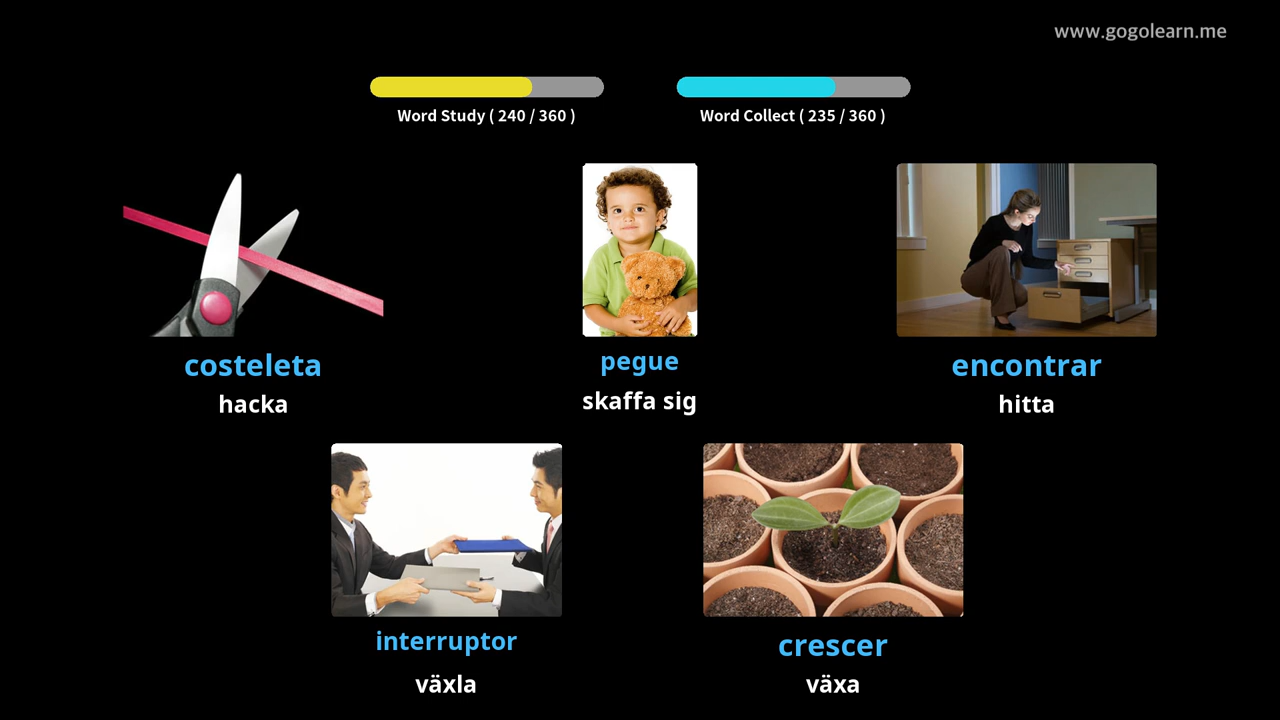 www.gogolearn.me
Word Study ( 240 / 360 )
Word Collect ( 235 / 360 )
costeleta
hacka
pegue
skaffa sig
encontrar
hitta
interruptor
växla
crescer
växa